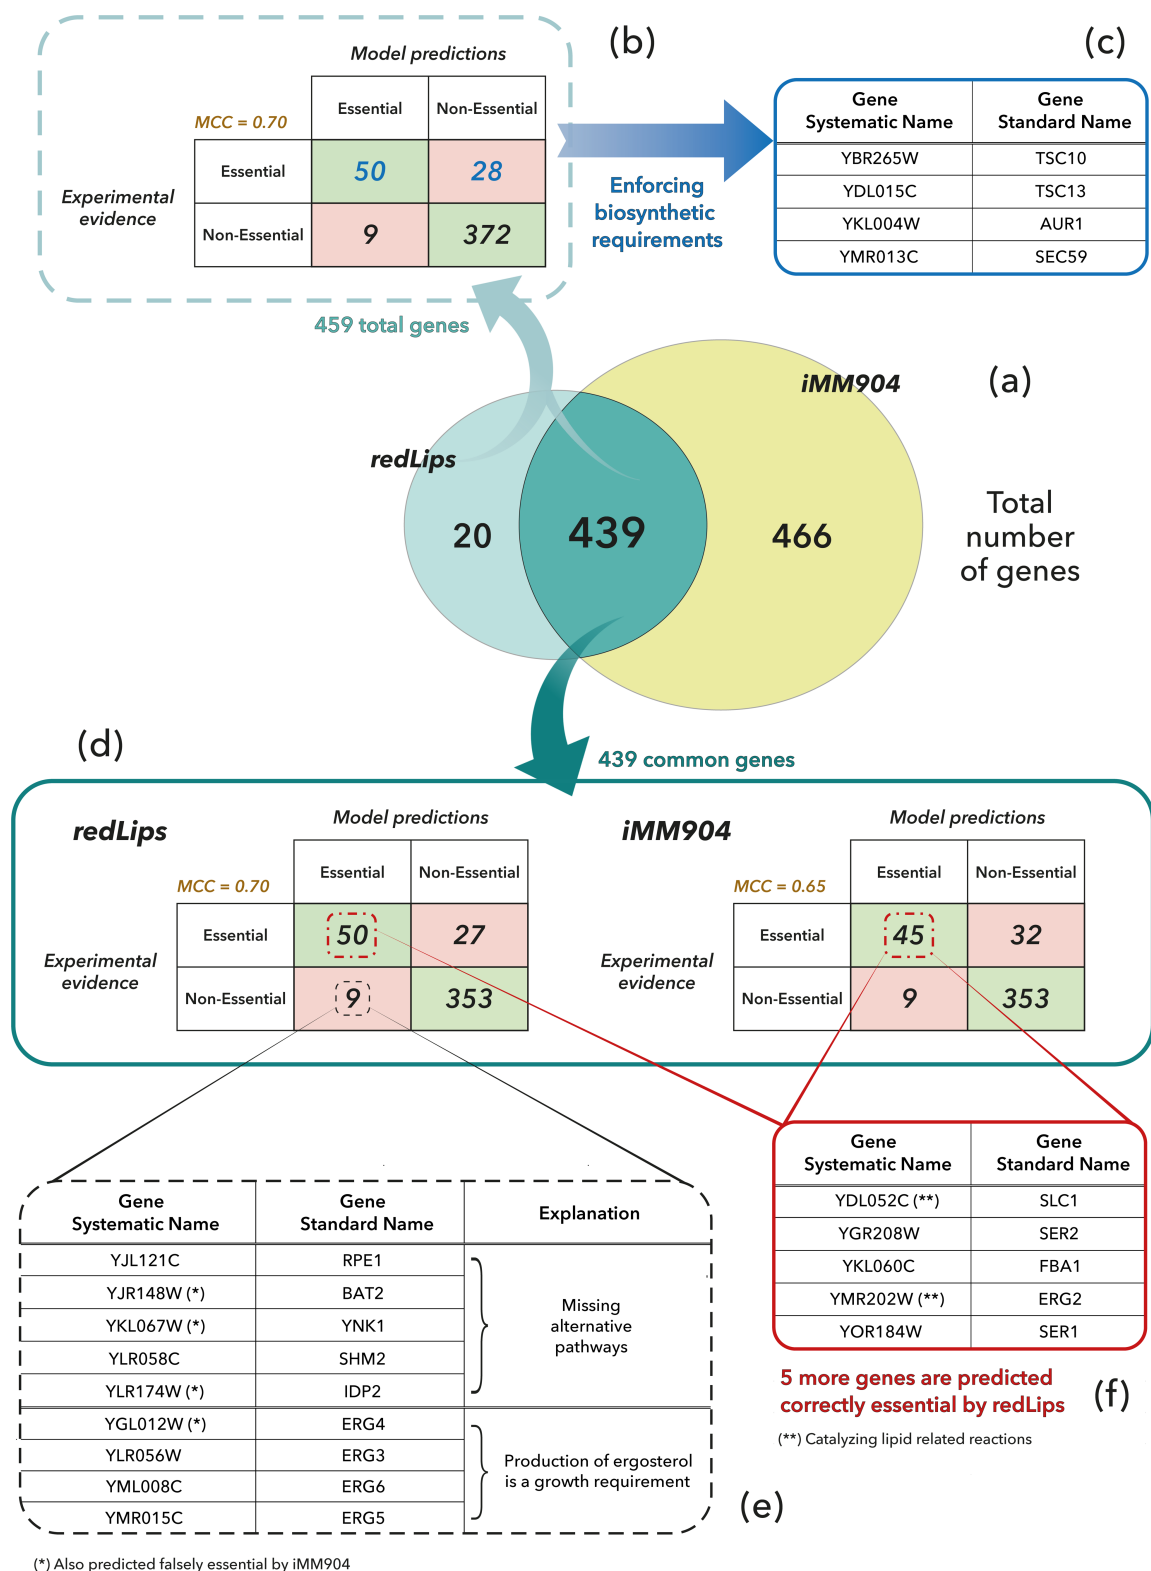 (b)
Model predictions
MCC = 0.70
Essential
Non-Essential
Experimental
evidence
Essential
50
28
Non-Essential
9
372
459 total genes
Enforcing
biosynthetic
requirements
(c)
Gene
Systematic Name
Gene
Standard Name
YBR265W
TSC10
YDL015C
TSC13
YKL004W
AUR1
YMR013C
SEC59
(a)
iMM904
redLips
20
439
466
Total
number
of genes
(d)
439 common genes
redLips
Model predictions
MCC = 0.70
Essential
Non-Essential
Experimental
evidence
Essential
50
27
Non-Essential
9
353
iMM904
Model predictions
MCC = 0.65
Essential
Non-Essential
Experimental
evidence
Essential
45
32
Non-Essential
9
353
Gene
Systematic Name
Gene
Standard Name
Explanation
YJL121C
RPE1
YJR148W (*)
BAT2
YKL067W (*)
YNK1
YLR058C
SHM2
YLR174W (*)
IDP2
Missing
alternative
pathways
YGL012W (*)
ERG4
YLR056W
ERG3
YML008C
ERG6
YMR015C
ERG5
Production of ergosterol
is a growth requirement
(e)
(*) Also predicted falsely essential by iMM904
Gene
Systematic Name
Gene
Standard Name
YDL052C (**)
SLC1
YGR208W
SER2
YKL060C
FBA1
YMR202W (**)
ERG2
YOR184W
SER1
5 more genes are predicted
correctly essential by redLips
(f)
(**) Catalyzing lipid related reactions